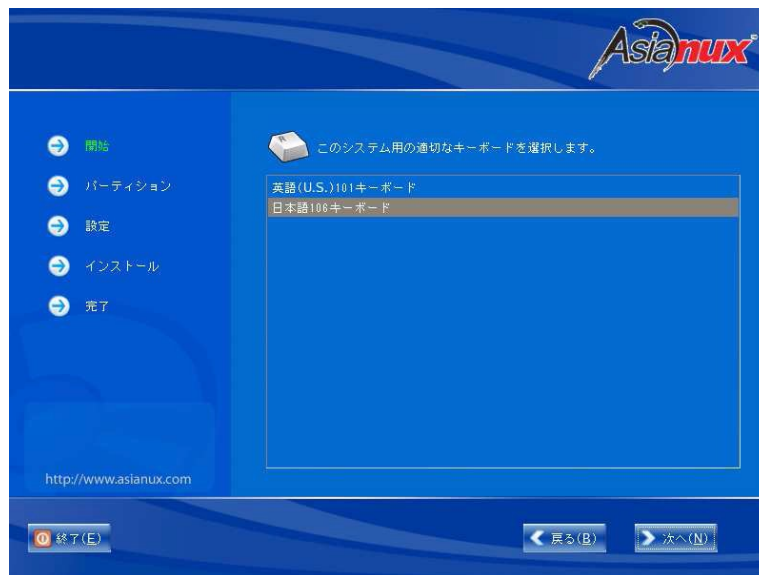 Asianux
開始
パーティション
設定
インストール
完了
http://www.asianux.com
このシステム用の適切なキーボードを選択します。
英語(U.S.)101キーボード
日本語106キーボード
終了(E)
戻る(B)
次へ(N)